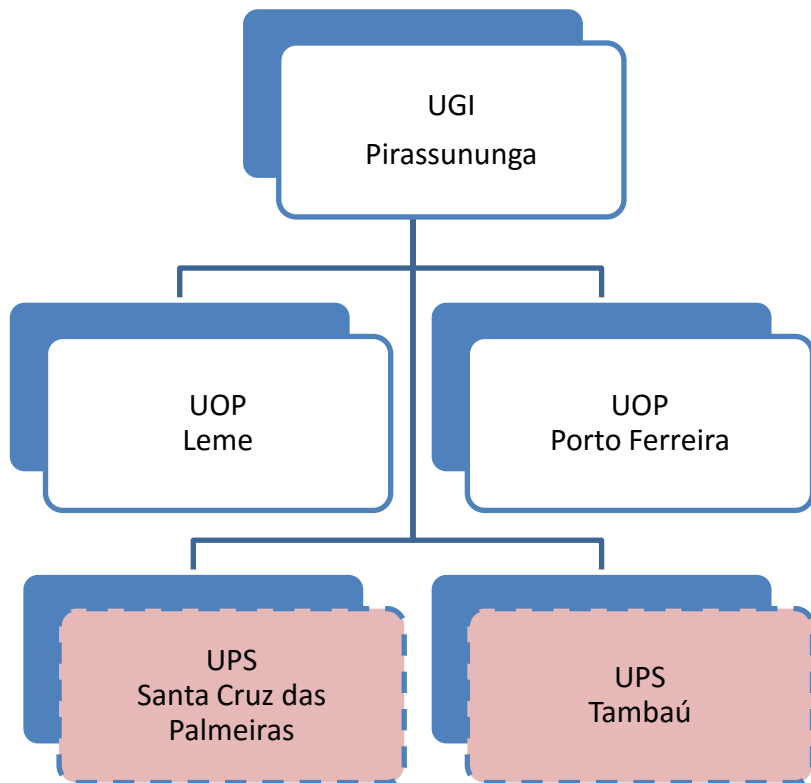 UGI
Pirassununga
UOP
Leme
UOP
Porto Ferreira
UPS
Santa Cruz das
Palmeiras
UPS
Tambaú